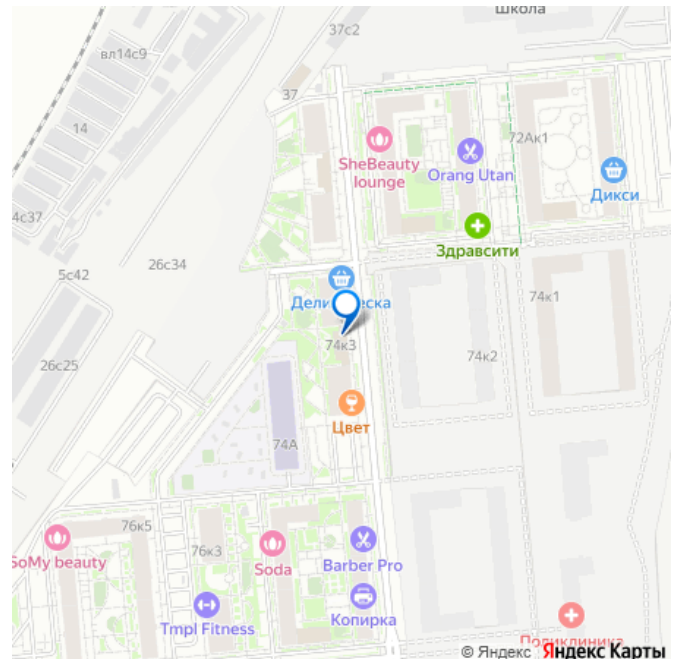 школа
37с2
вл14с9
37
14
72Ак1
SheBeauty
lounge
Orang Utan
Дикси
4с37
Здравсити
5с42
26с34
74к1
74к3
74к2
26с25
Цвет
74А
76к5
76к3
SoMy beauty
Soda
Barber Pro
Tmpl Fitness
Копирка
Поликлиника
© Яндекс Яндекс Карты